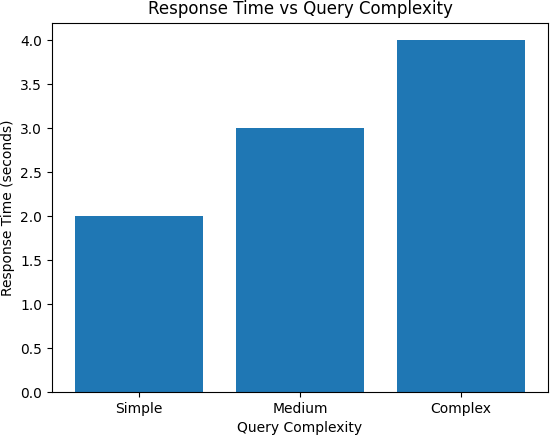 Response Time vs Query Complexity
Response Time (seconds)
4.0
3.5
3.0
2.5
2.0
1.5
1.0
0.5
0.0
Simple Medium Complex
Query Complexity